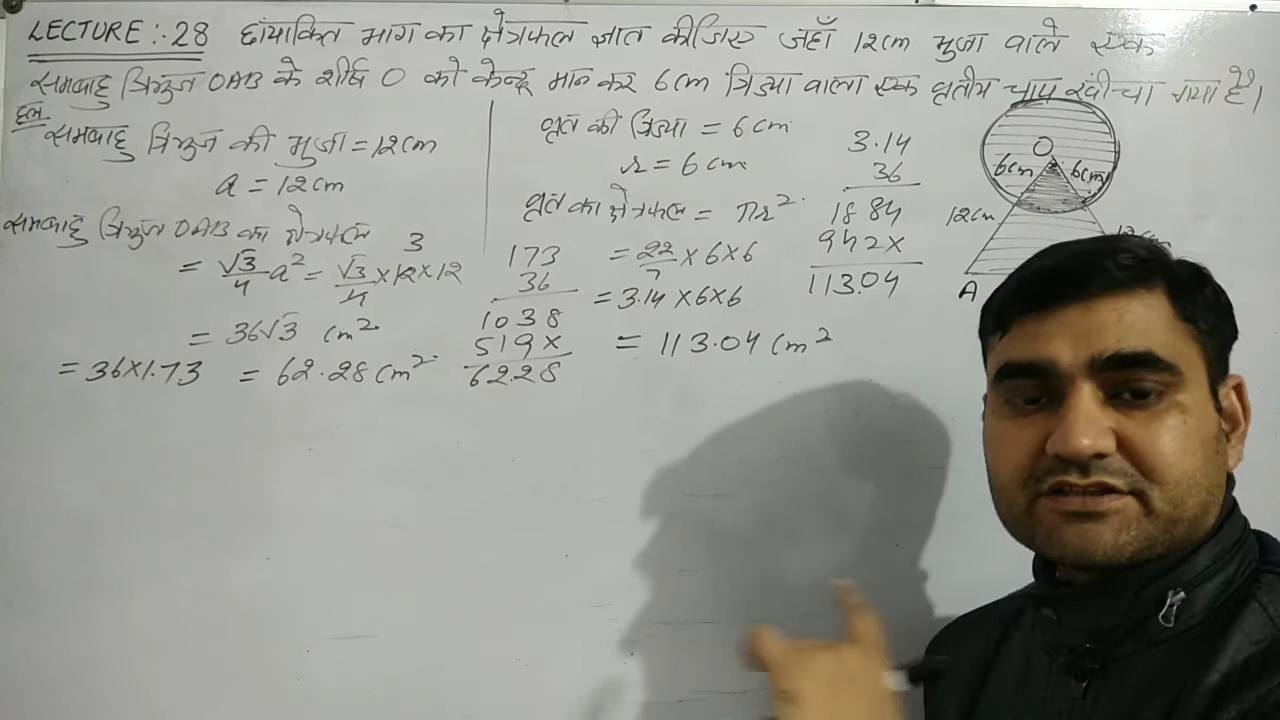 LECTURE :- 28 छांयाकित भाग का क्षेत्रफल ज्ञात कीजिए जहाँ 12cm भुजा वाले एक
समबाहु त्रिभुज OAB के शीर्ष O को केन्द्र मान कर 6cm त्रिज्या वाला एक वृतीय चाप खींचा गया है।
हल
समबाहु त्रिभुज की भुजा = 12cm
a = 12cm
समबाहु त्रिभुज OAB का क्षेत्रफल
= √3/4 a² = √3/4 × 12 × 12
3
= 36√3 cm²
= 36×1.73 = 62.28 cm²
173
36
1038
519×
62.28
वृत की त्रिज्या = 6cm
r = 6cm
वृत का क्षेत्रफल = πr²
= 22/7 × 6 × 6
= 3.14 × 6 × 6
= 113.04 cm²
3.14
36
1884
942×
113.04
O
6cm 6cm
12cm
A